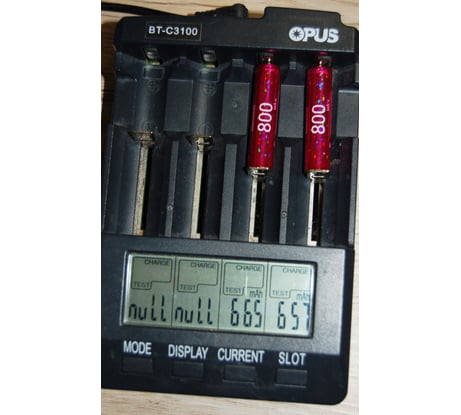 BT-C3100
OPUS
800
800
CHARGE CHARGE CHARGE CHARGE
TEST TEST TEST mAh TEST mAh
null null 665 657
MODE DISPLAY CURRENT SLOT